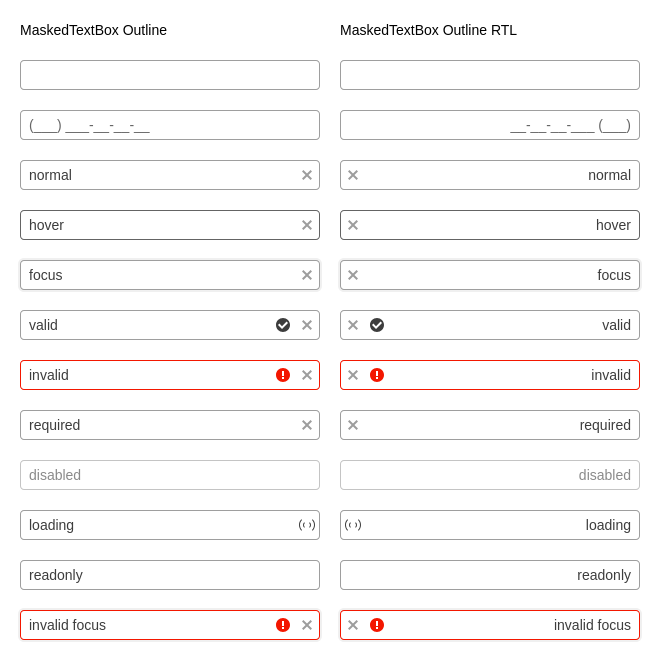 MaskedTextBox Outline MaskedTextBox Outline RTL
(___) ___-__-__-__ __-__-__-___ (___)
normal normal
hover hover
focus focus
valid valid
invalid invalid
required required
disabled disabled
loading loading
readonly readonly
invalid focus invalid focus